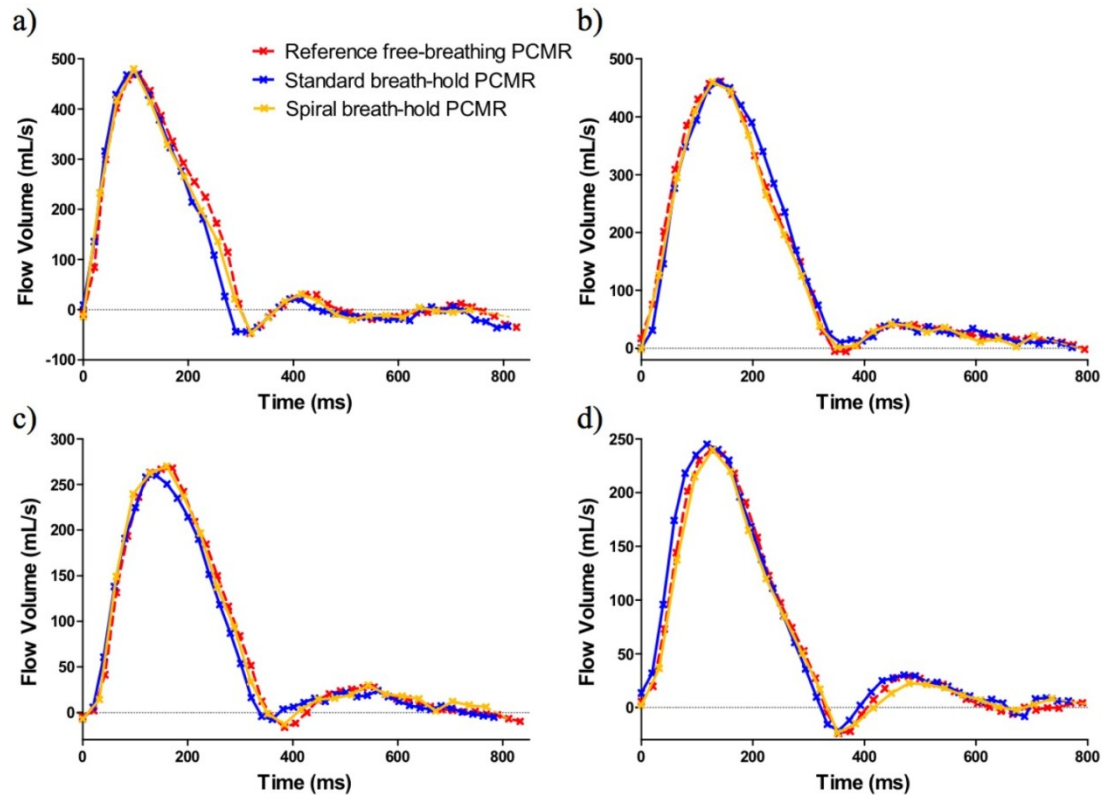 a)
Reference free-breathing PCMR
Standard breath-hold PCMR
Spiral breath-hold PCMR
Flow Volume (mL/s)
500
400
300
200
100
0
-100
0 200 400 600 800
Time (ms)
b)
Flow Volume (mL/s)
500
400
300
200
100
0
0 200 400 600 800
Time (ms)
c)
Flow Volume (mL/s)
300
250
200
150
100
50
0
0 200 400 600 800
Time (ms)
d)
Flow Volume (mL/s)
250
200
150
100
50
0
0 200 400 600 800
Time (ms)